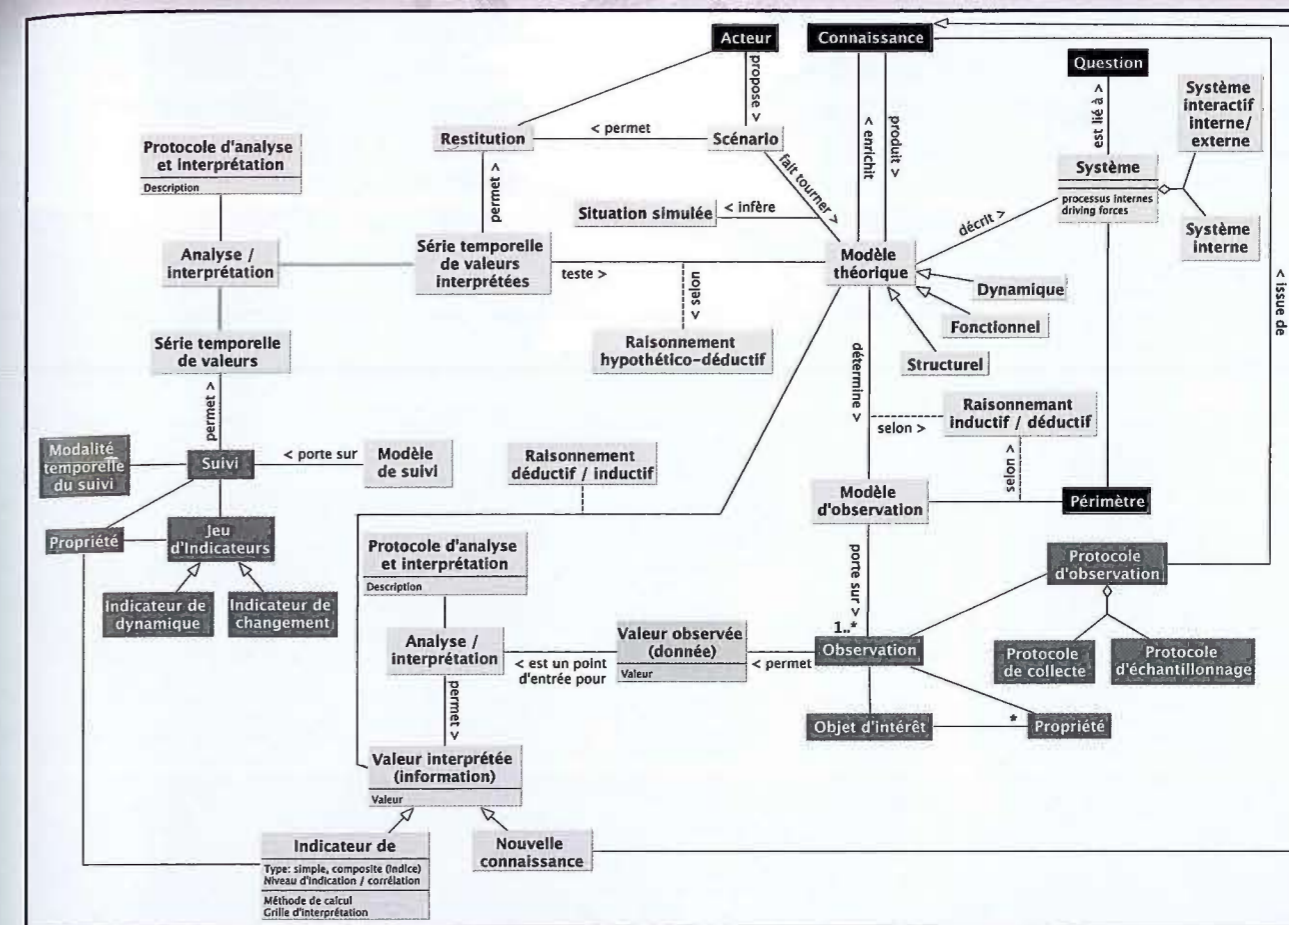 Acteur
Connaissance
Question
Système
interactif
interne/
externe
propose >
< enrichit
produit >
est lié à >
Protocole d'analyse
et interprétation
Description
Restitution
< permet
Scénario
Système
processus internes
driving forces
permet >
fait tourner >
Situation simulée
< infère
décrit >
Système
interne
Analyse /
interprétation
Série temporelle
de valeurs
interprétées
teste >
selon >
Modèle
théorique
Dynamique
< issue de
Fonctionnel
Série temporelle
de valeurs
Raisonnement
hypothético-déductif
Structurel
détermine >
permet >
Raisonnemant
inductif / déductif
selon >
Modalité
temporelle
du suivi
Suivi
< porte sur
Modèle
de suivi
Raisonnement
déductif / inductif
< selon
Modèle
d'observation
Périmètre
Propriété
Jeu
d'Indicateurs
Protocole d'analyse
et interprétation
Description
porte sur >
Protocole
d'observation
Indicateur de
dynamique
Indicateur de
changement
Analyse /
interprétation
< est un point
d'entrée pour
Valeur observée
(donnée)
Valeur
< permet
1..*
Observation
Protocole
de collecte
Protocole
d'échantillonnage
permet >
Objet d'intérêt
*
Propriété
Valeur interprétée
(information)
Valeur
Indicateur de
Type: simple, composite (indice)
Niveau d'indication / corrélation
Méthode de calcul
Grille d'interprétation
Nouvelle
connaissance